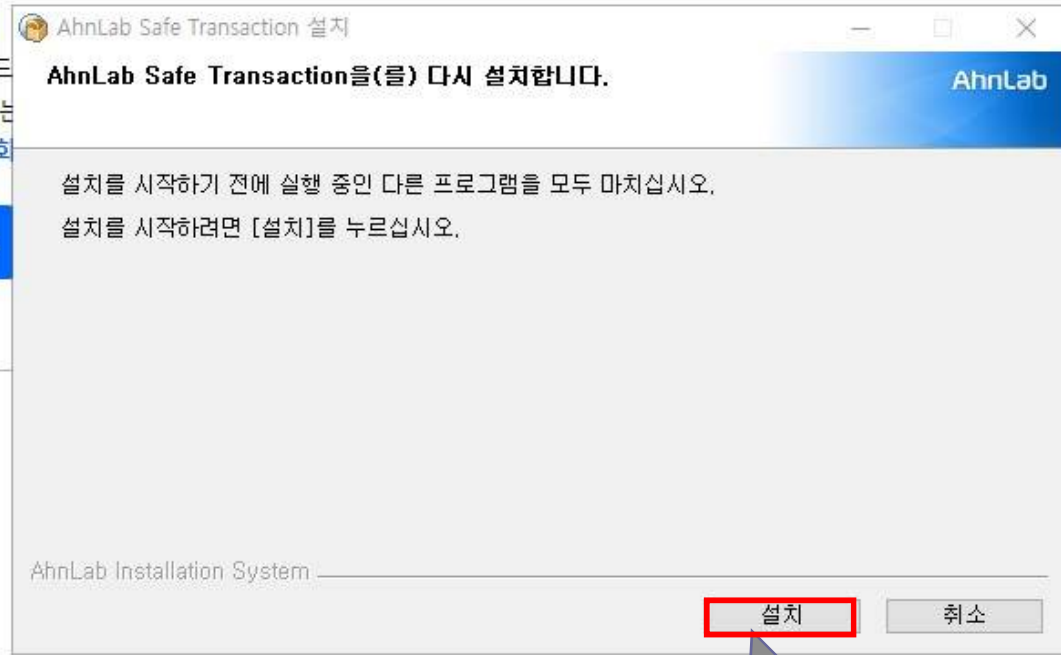 AhnLab Safe Transaction 설치
AhnLab Safe Transaction을(를) 다시 설치합니다.
AhnLab
설치를 시작하기 전에 실행 중인 다른 프로그램을 모두 마치십시오.
설치를 시작하려면 [설치]를 누르십시오.
AhnLab Installation System
설치
취소